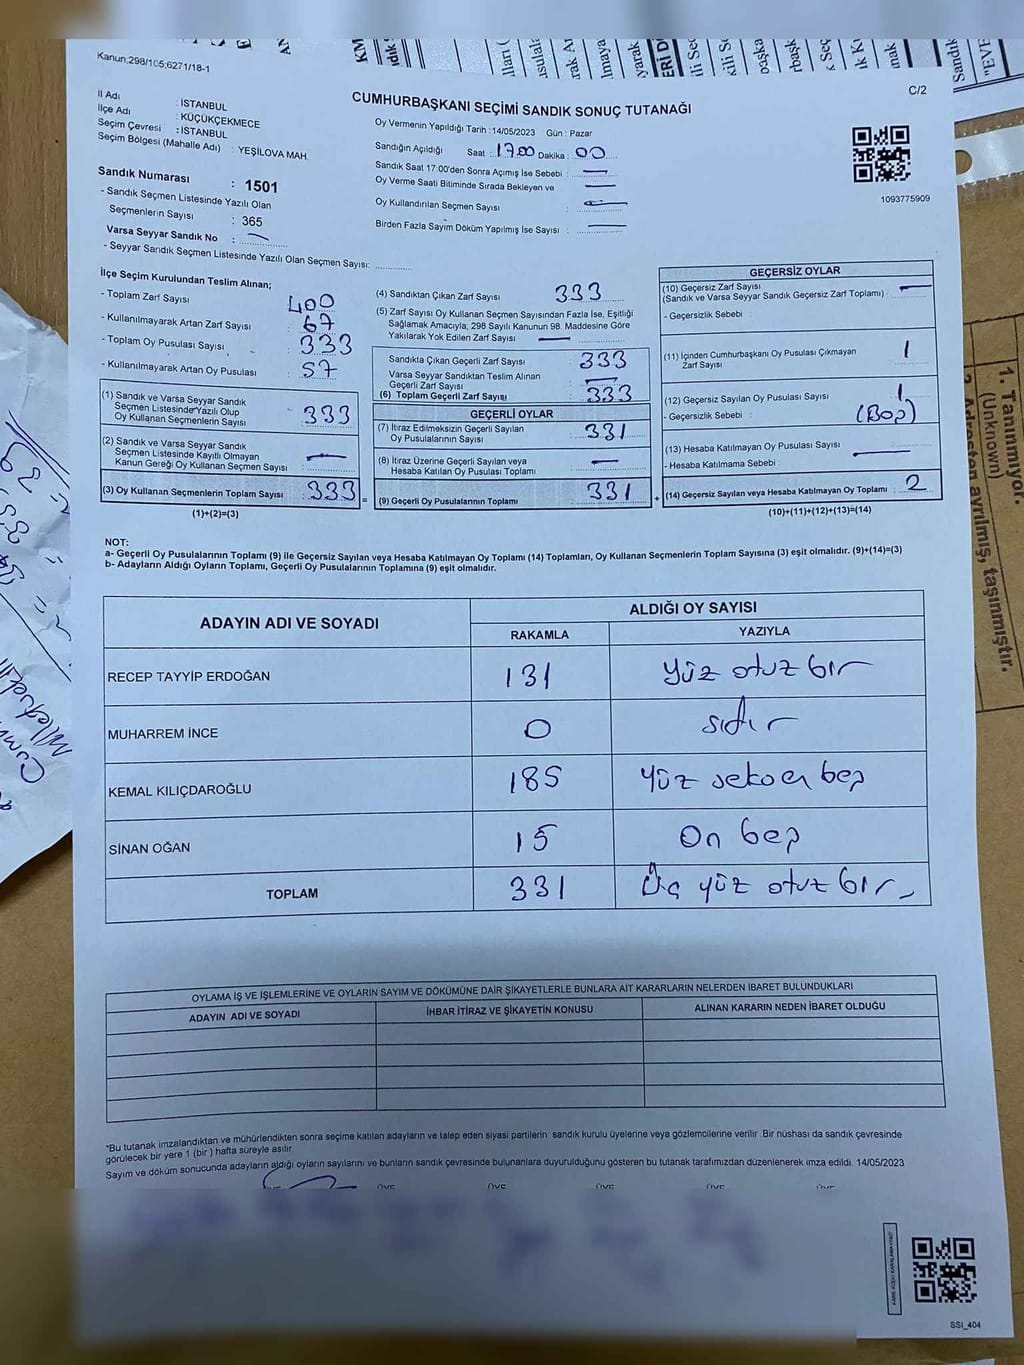 Kanun;298/105;6271/18-1
C/2
CUMHURBAŞKANI SEÇİMİ SANDIK SONUÇ TUTANAĞI
İl Adı : İSTANBUL
İlçe Adı : KÜÇÜKÇEKMECE
Seçim Çevresi : İSTANBUL
Seçim Bölgesi (Mahalle Adı) : YEŞİLOVA MAH.
Sandık Numarası : 1501
- Sandık Seçmen Listesinde Yazılı Olan
Seçmenlerin Sayısı : 365
Varsa Seyyar Sandık No : —
- Seyyar Sandık Seçmen Listesinde Yazılı Olan Seçmen Sayısı:
Oy Vermenin Yapıldığı Tarih :14/05/2023 Gün : Pazar
Sandığın Açıldığı Saat : 17.00 Dakika : 00
Sandık Saat 17:00'den Sonra Açımış İse Sebebi : —
Oy Verme Saati Bitiminde Sırada Bekleyen ve —
Oy Kullandırılan Seçmen Sayısı : —
Birden Fazla Sayım Döküm Yapılmış İse Sayısı : —
1093775909
İlçe Seçim Kurulundan Teslim Alınan;
- Toplam Zarf Sayısı 400
- Kullanılmayarak Artan Zarf Sayısı : 67
- Toplam Oy Pusulası Sayısı : 333
- Kullanılmayarak Artan Oy Pusulası : 57
(1) Sandık ve Varsa Seyyar Sandık
Seçmen Listesinde Yazılı Olup
Oy Kullanan Seçmenlerin Sayısı 333
(2) Sandık ve Varsa Seyyar Sandık
Seçmen Listesinde Kayıtlı Olmayan
Kanun Gereği Oy Kullanan Seçmen Sayısı : —
(3) Oy Kullanan Seçmenlerin Toplam Sayısı : 333 =
(1)+(2)=(3)
(4) Sandıktan Çıkan Zarf Sayısı 333
(5) Zarf Sayısı Oy Kullanan Seçmen Sayısından Fazla İse, Eşitliği
Sağlamak Amacıyla; 298 Sayılı Kanunun 98. Maddesine Göre
Yakılarak Yok Edilen Zarf Sayısı —
Sandıkta Çıkan Geçerli Zarf Sayısı : 333
Varsa Seyyar Sandıktan Teslim Alınan
Geçerli Zarf Sayısı : —
(6) Toplam Geçerli Zarf Sayısı : 333
GEÇERLİ OYLAR
(7) İtiraz Edilmeksizin Geçerli Sayılan
Oy Pusulalarının Sayısı : 331
(8) İtiraz Üzerine Geçerli Sayılan veya
Hesaba Katılan Oy Pusulası Toplamı : —
(9) Geçerli Oy Pusulalarının Toplamı : 331 +
GEÇERSİZ OYLAR
(10) Geçersiz Zarf Sayısı
(Sandık ve Varsa Seyyar Sandık Geçersiz Zarf Toplamı) : —
- Geçersizlik Sebebi :
(11) İçinden Cumhurbaşkanı Oy Pusulası Çıkmayan
Zarf Sayısı : 1
(12) Geçersiz Sayılan Oy Pusulası Sayısı : 1
- Geçersizlik Sebebi : (Boş)
(13) Hesaba Katılmayan Oy Pusulası Sayısı : —
- Hesaba Katılmama Sebebi :
(14) Geçersiz Sayılan veya Hesaba Katılmayan Oy Toplamı : 2
(10)+(11)+(12)+(13)=(14)
NOT:
a- Geçerli Oy Pusulalarının Toplamı (9) ile Geçersiz Sayılan veya Hesaba Katılmayan Oy Toplamı (14) Toplamları, Oy Kullanan Seçmenlerin Toplam Sayısına (3) eşit olmalıdır. (9)+(14)=(3)
b- Adayların Aldığı Oyların Toplamı, Geçerli Oy Pusulalarının Toplamına (9) eşit olmalıdır.
ADAYIN ADI VE SOYADI ALDIĞI OY SAYISI
RAKAMLA YAZIYLA
RECEP TAYYİP ERDOĞAN 131 Yüz otuz bir
MUHARREM İNCE 0 sıfır
KEMAL KILIÇDAROĞLU 185 Yüz seksen beş
SİNAN OĞAN 15 On beş
TOPLAM 331 Üç yüz otuz bir
OYLAMA İŞ VE İŞLEMLERİNE VE OYLARIN SAYIM VE DÖKÜMÜNE DAİR ŞİKAYETLERLE BUNLARA AİT KARARLARIN NELERDEN İBARET BULUNDUKLARI
ADAYIN ADI VE SOYADI İHBAR İTİRAZ VE ŞİKAYETİN KONUSU ALINAN KARARIN NEDEN İBARET OLDUĞU
*Bu tutanak imzalandıktan ve mühürlendikten sonra seçime katılan adayların ve talep eden siyasi partilerin sandık kurulu üyelerine veya gözlemcilerine verilir .Bir nüshası da sandık çevresinde
görülecek bir yere 1 (bir ) hafta süreyle asılır.
Sayım ve döküm sonucunda adayların aldığı oyların sayılarını ve bunların sandık çevresinde bulunanlara duyurulduğunu gösteren bu tutanak tarafımızdan düzenlenerek imza edildi. 14/05/2023
ÜYE ÜYE ÜYE ÜYE ÜYE
SSI_404
1. Tanınmıyor.
(Unknown)
2. Adresten ayrılmış, taşınmıştır.